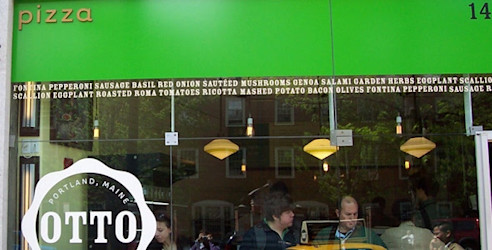 pizza
14
FONTINA PEPPERONI SAUSAGE BASIL RED ONION SAUTÉED MUSHROOMS GENOA SALAMI GARDEN HERBS EGGPLANT SCALLIO
SCALLION EGGPLANT ROASTED ROMA TOMATOES RICOTTA MASHED POTATO BACON OLIVES FONTINA PEPPERONI SAUSAGE R
PORTLAND, MAINE
OTTO